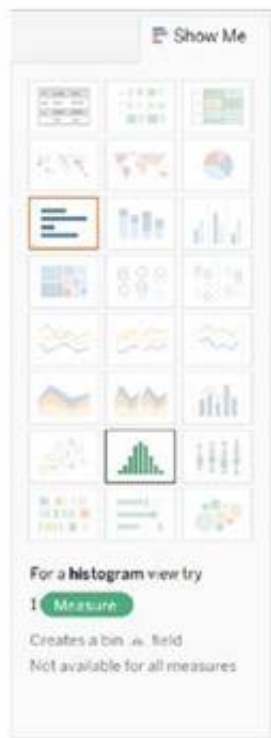 Show Me
For a histogram view try
1 Measure
Creates a bin field
Not available for all measures